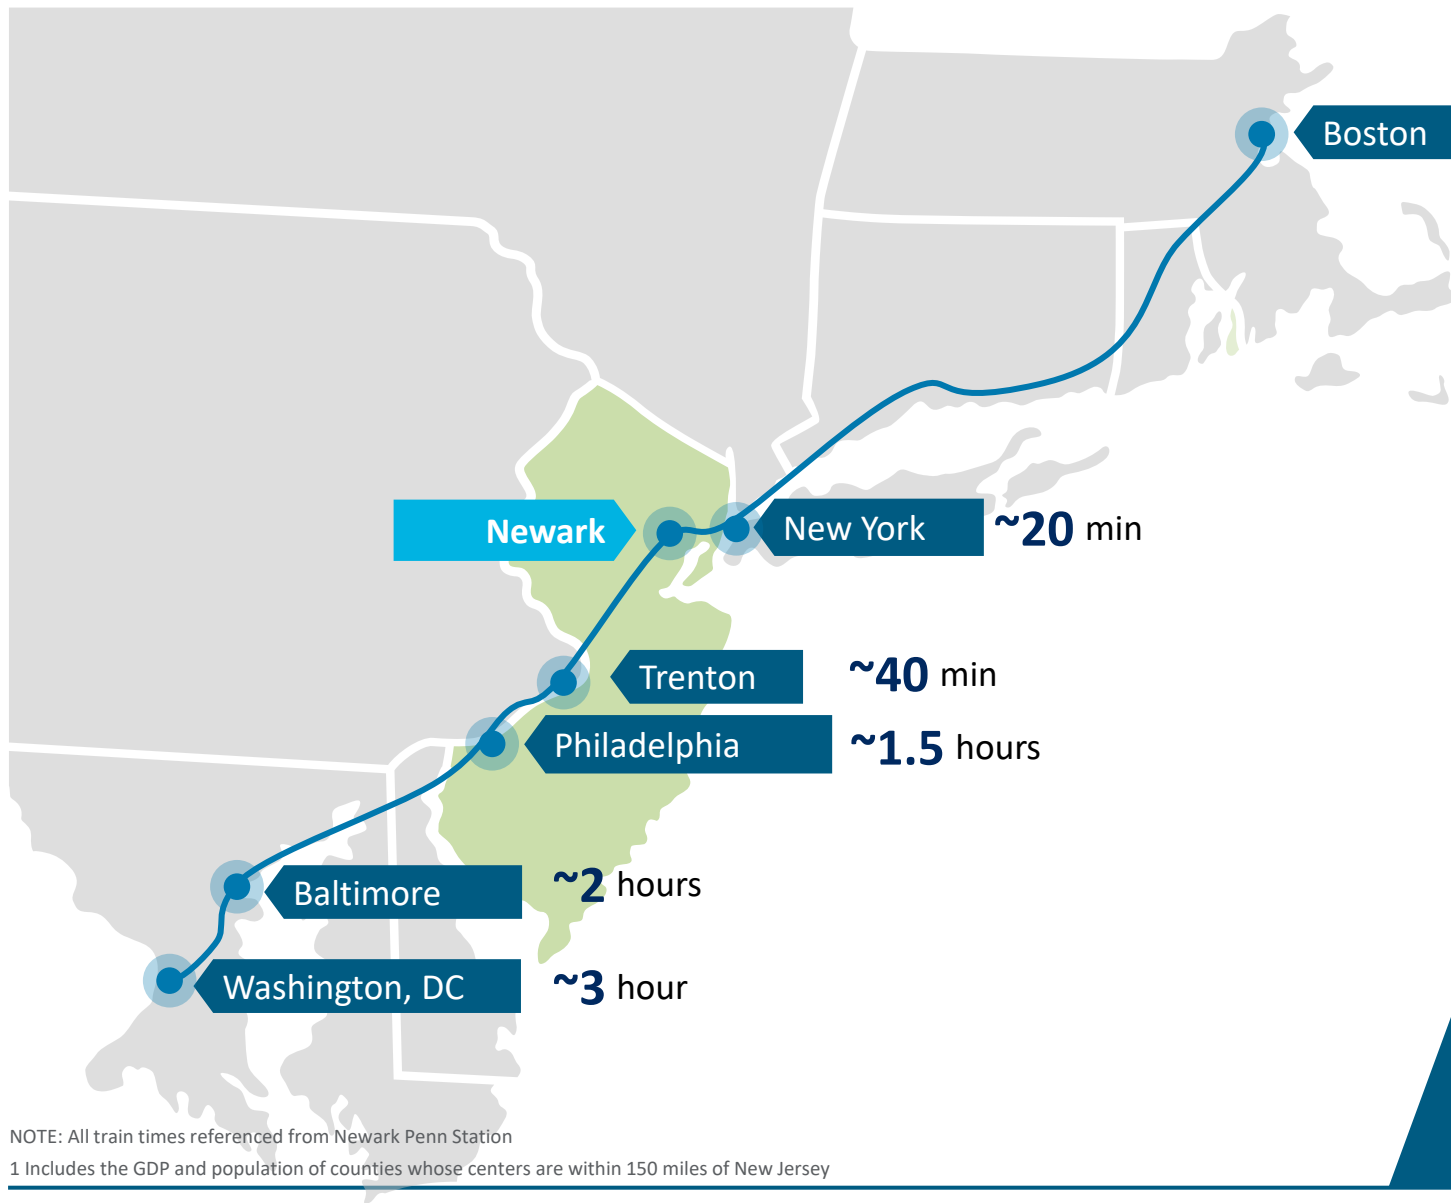 Boston
Newark
New York ~20 min
Trenton ~40 min
Philadelphia ~1.5 hours
Baltimore ~2 hours
Washington, DC ~3 hour
NOTE: All train times referenced from Newark Penn Station
1 Includes the GDP and population of counties whose centers are within 150 miles of New Jersey